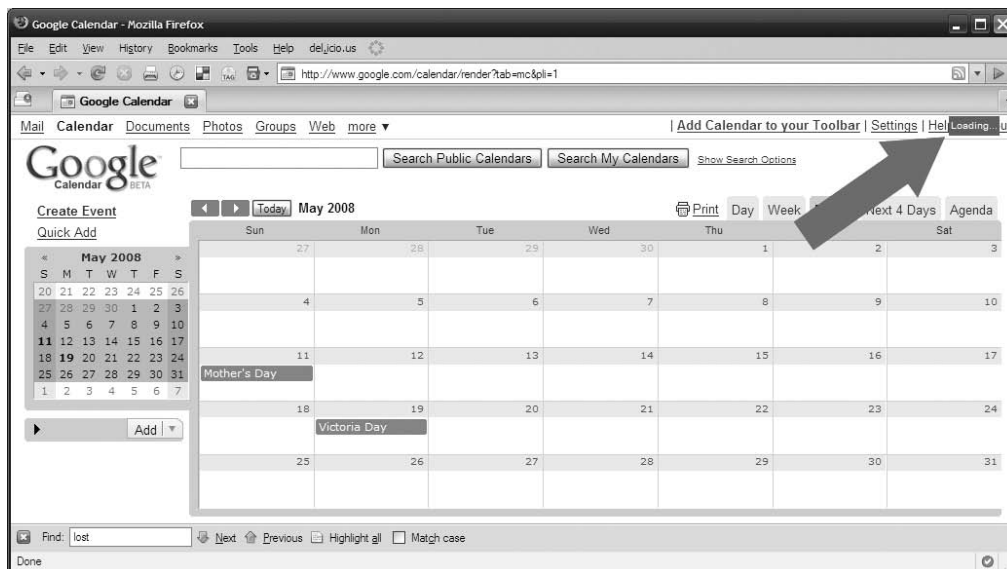 Google Calendar - Mozilla Firefox
File Edit View History Bookmarks Tools Help del.icio.us
TAG http://www.google.com/calendar/render?tab=mc&pli=1
Google Calendar
Mail Calendar Documents Photos Groups Web more ▼ | Add Calendar to your Toolbar | Settings | Loading...
Google Calendar BETA
Search Public Calendars Search My Calendars Show Search Options
Create Event
Quick Add
Today May 2008 Print Day Week Next 4 Days Agenda
Sun Mon Tue Wed Thu Sat
« May 2008 »
S M T W T F S
20 21 22 23 24 25 26
27 28 29 30 1 2 3
4 5 6 7 8 9 10
11 12 13 14 15 16 17
18 19 20 21 22 23 24
25 26 27 28 29 30 31
1 2 3 4 5 6 7
Add
27 28 29 30 1 2 3
4 5 6 7 8 9 10
11 12 13 14 15 16 17
Mother's Day
18 19 20 21 22 23 24
Victoria Day
25 26 27 28 29 30 31
Find: lost Next Previous Highlight all Match case
Done